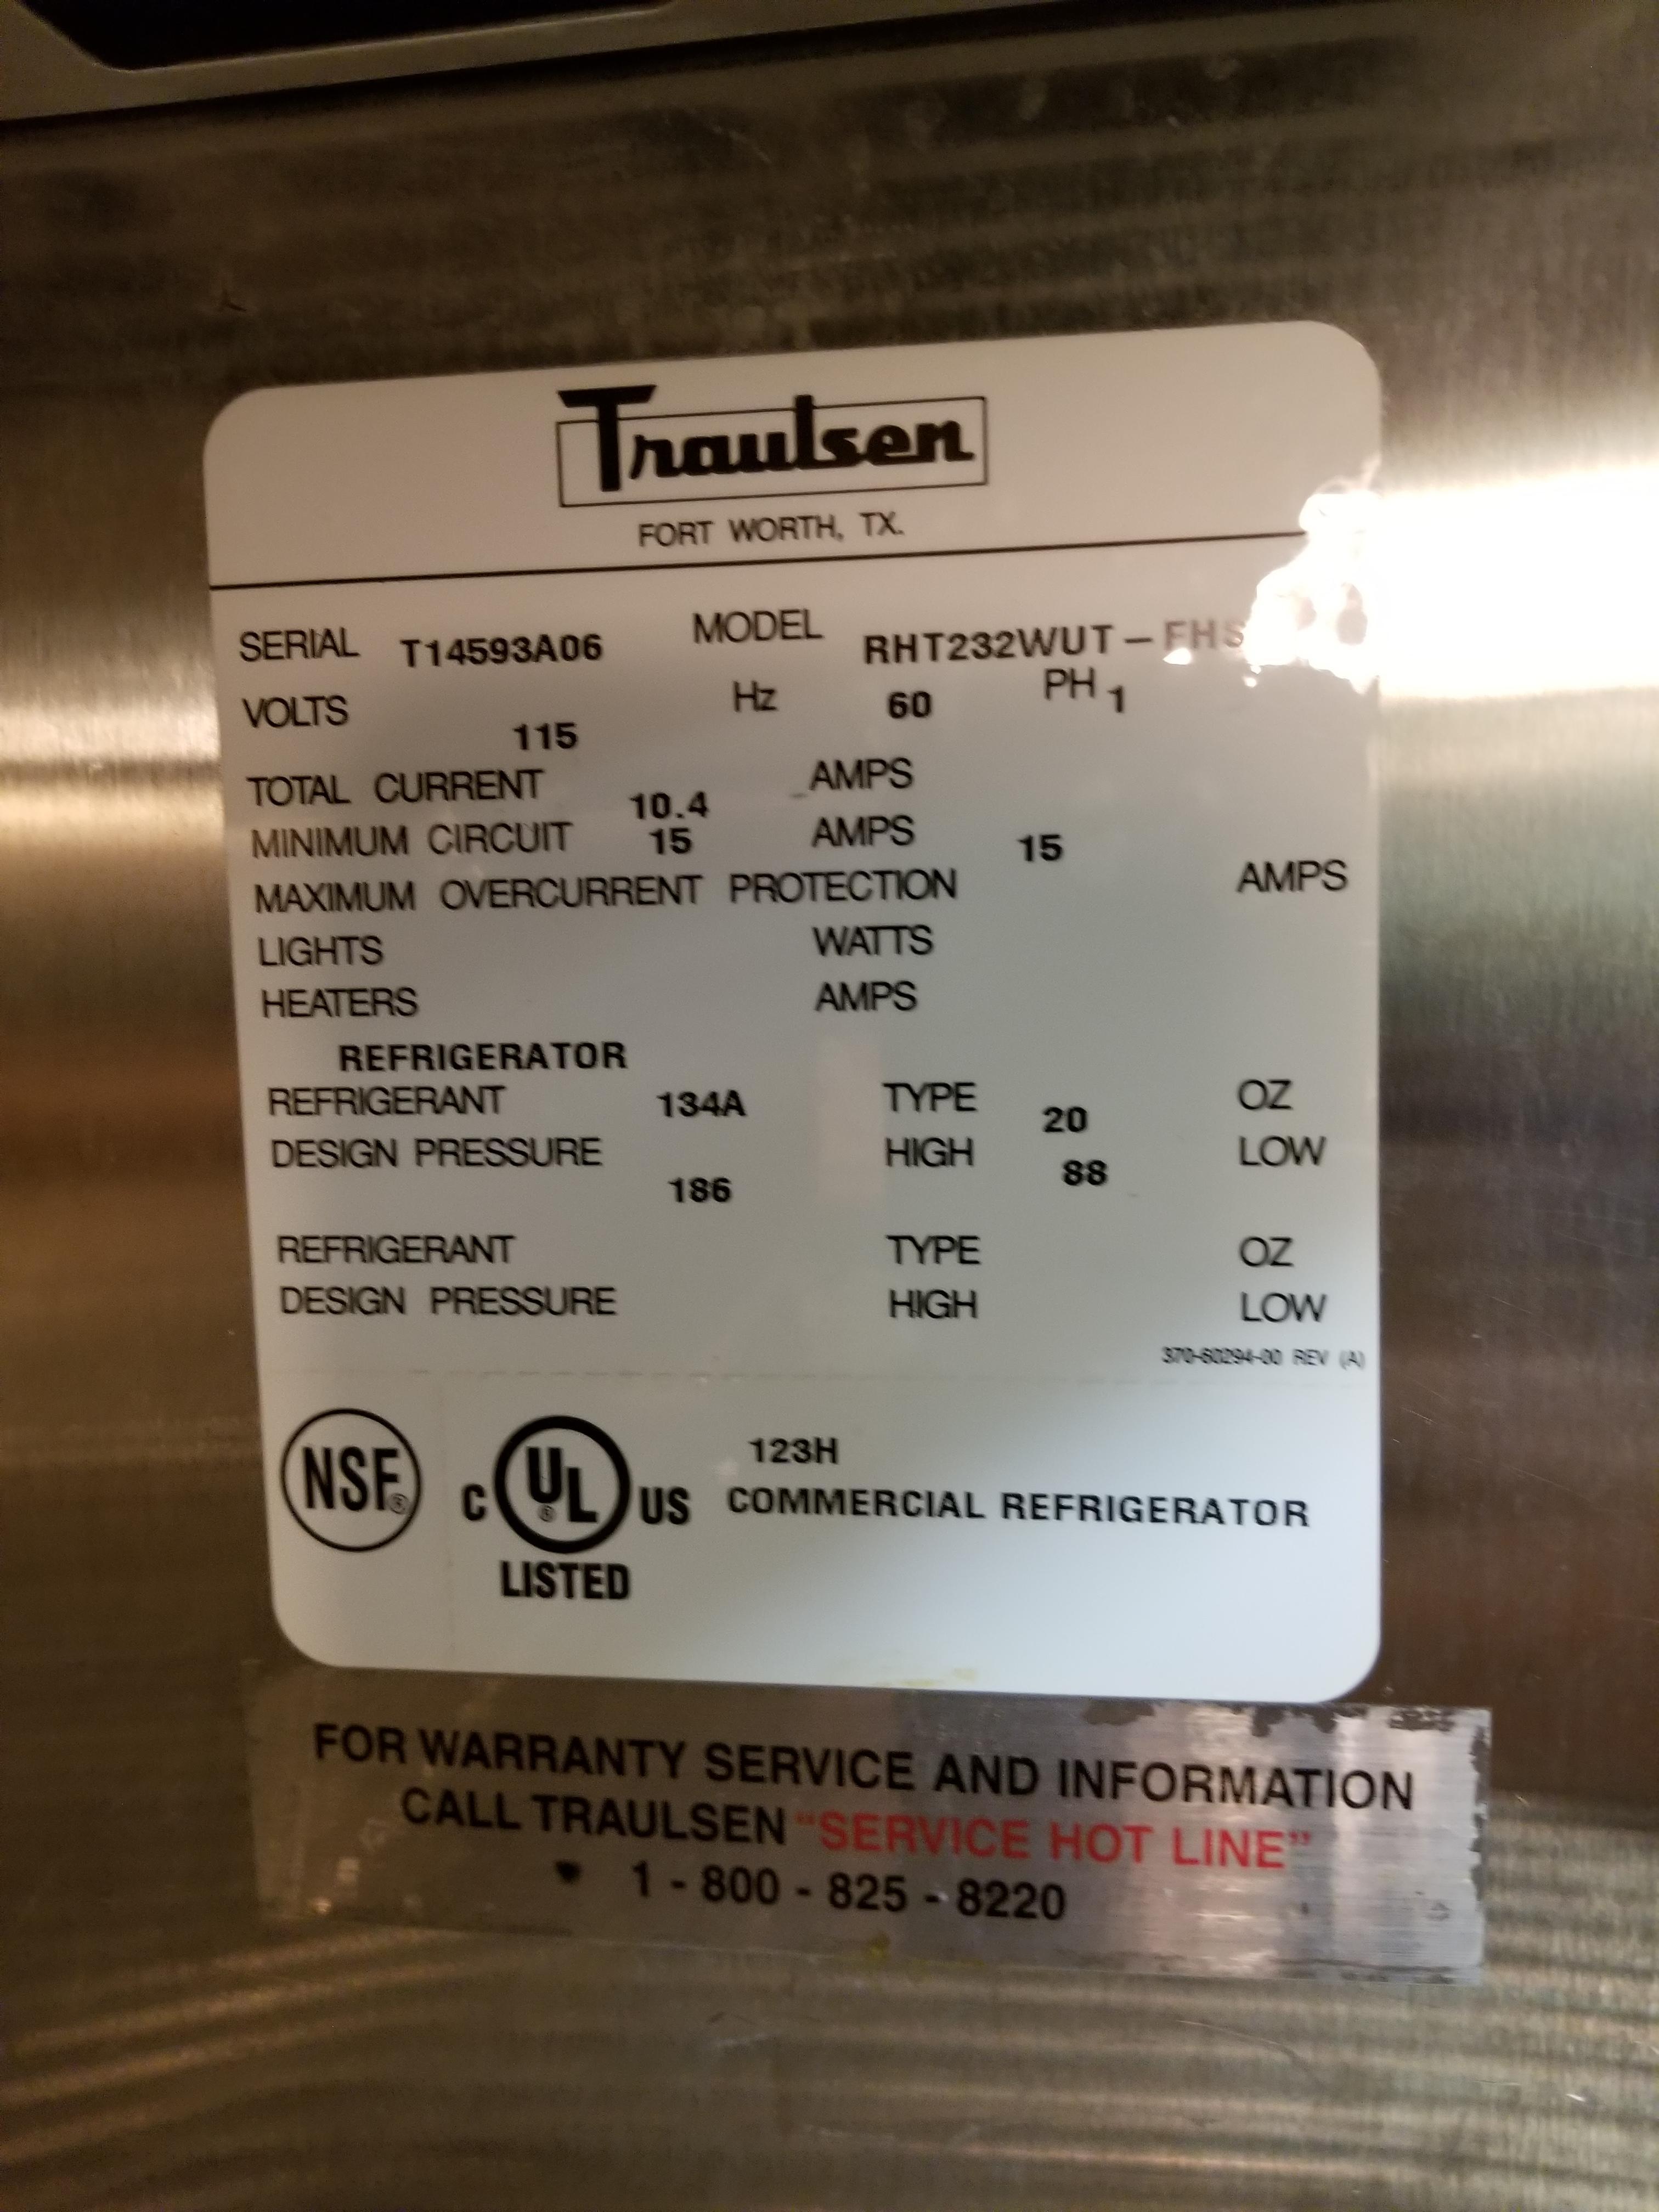 Traulsen
FORT WORTH, TX.
SERIAL T14593A06 MODEL RHT232WUT-FHS
VOLTS 115 Hz 60 PH 1
TOTAL CURRENT 10.4 AMPS
MINIMUM CIRCUIT 15 AMPS 15
MAXIMUM OVERCURRENT PROTECTION AMPS
LIGHTS WATTS
HEATERS AMPS
REFRIGERATOR
REFRIGERANT 134A TYPE 20 OZ
DESIGN PRESSURE 186 HIGH 88 LOW
REFRIGERANT TYPE OZ
DESIGN PRESSURE HIGH LOW
370-60294-00 REV (A)
NSF®
C UL® US
LISTED
123H
COMMERCIAL REFRIGERATOR
FOR WARRANTY SERVICE AND INFORMATION
CALL TRAULSEN "SERVICE HOT LINE"
1 - 800 - 825 - 8220